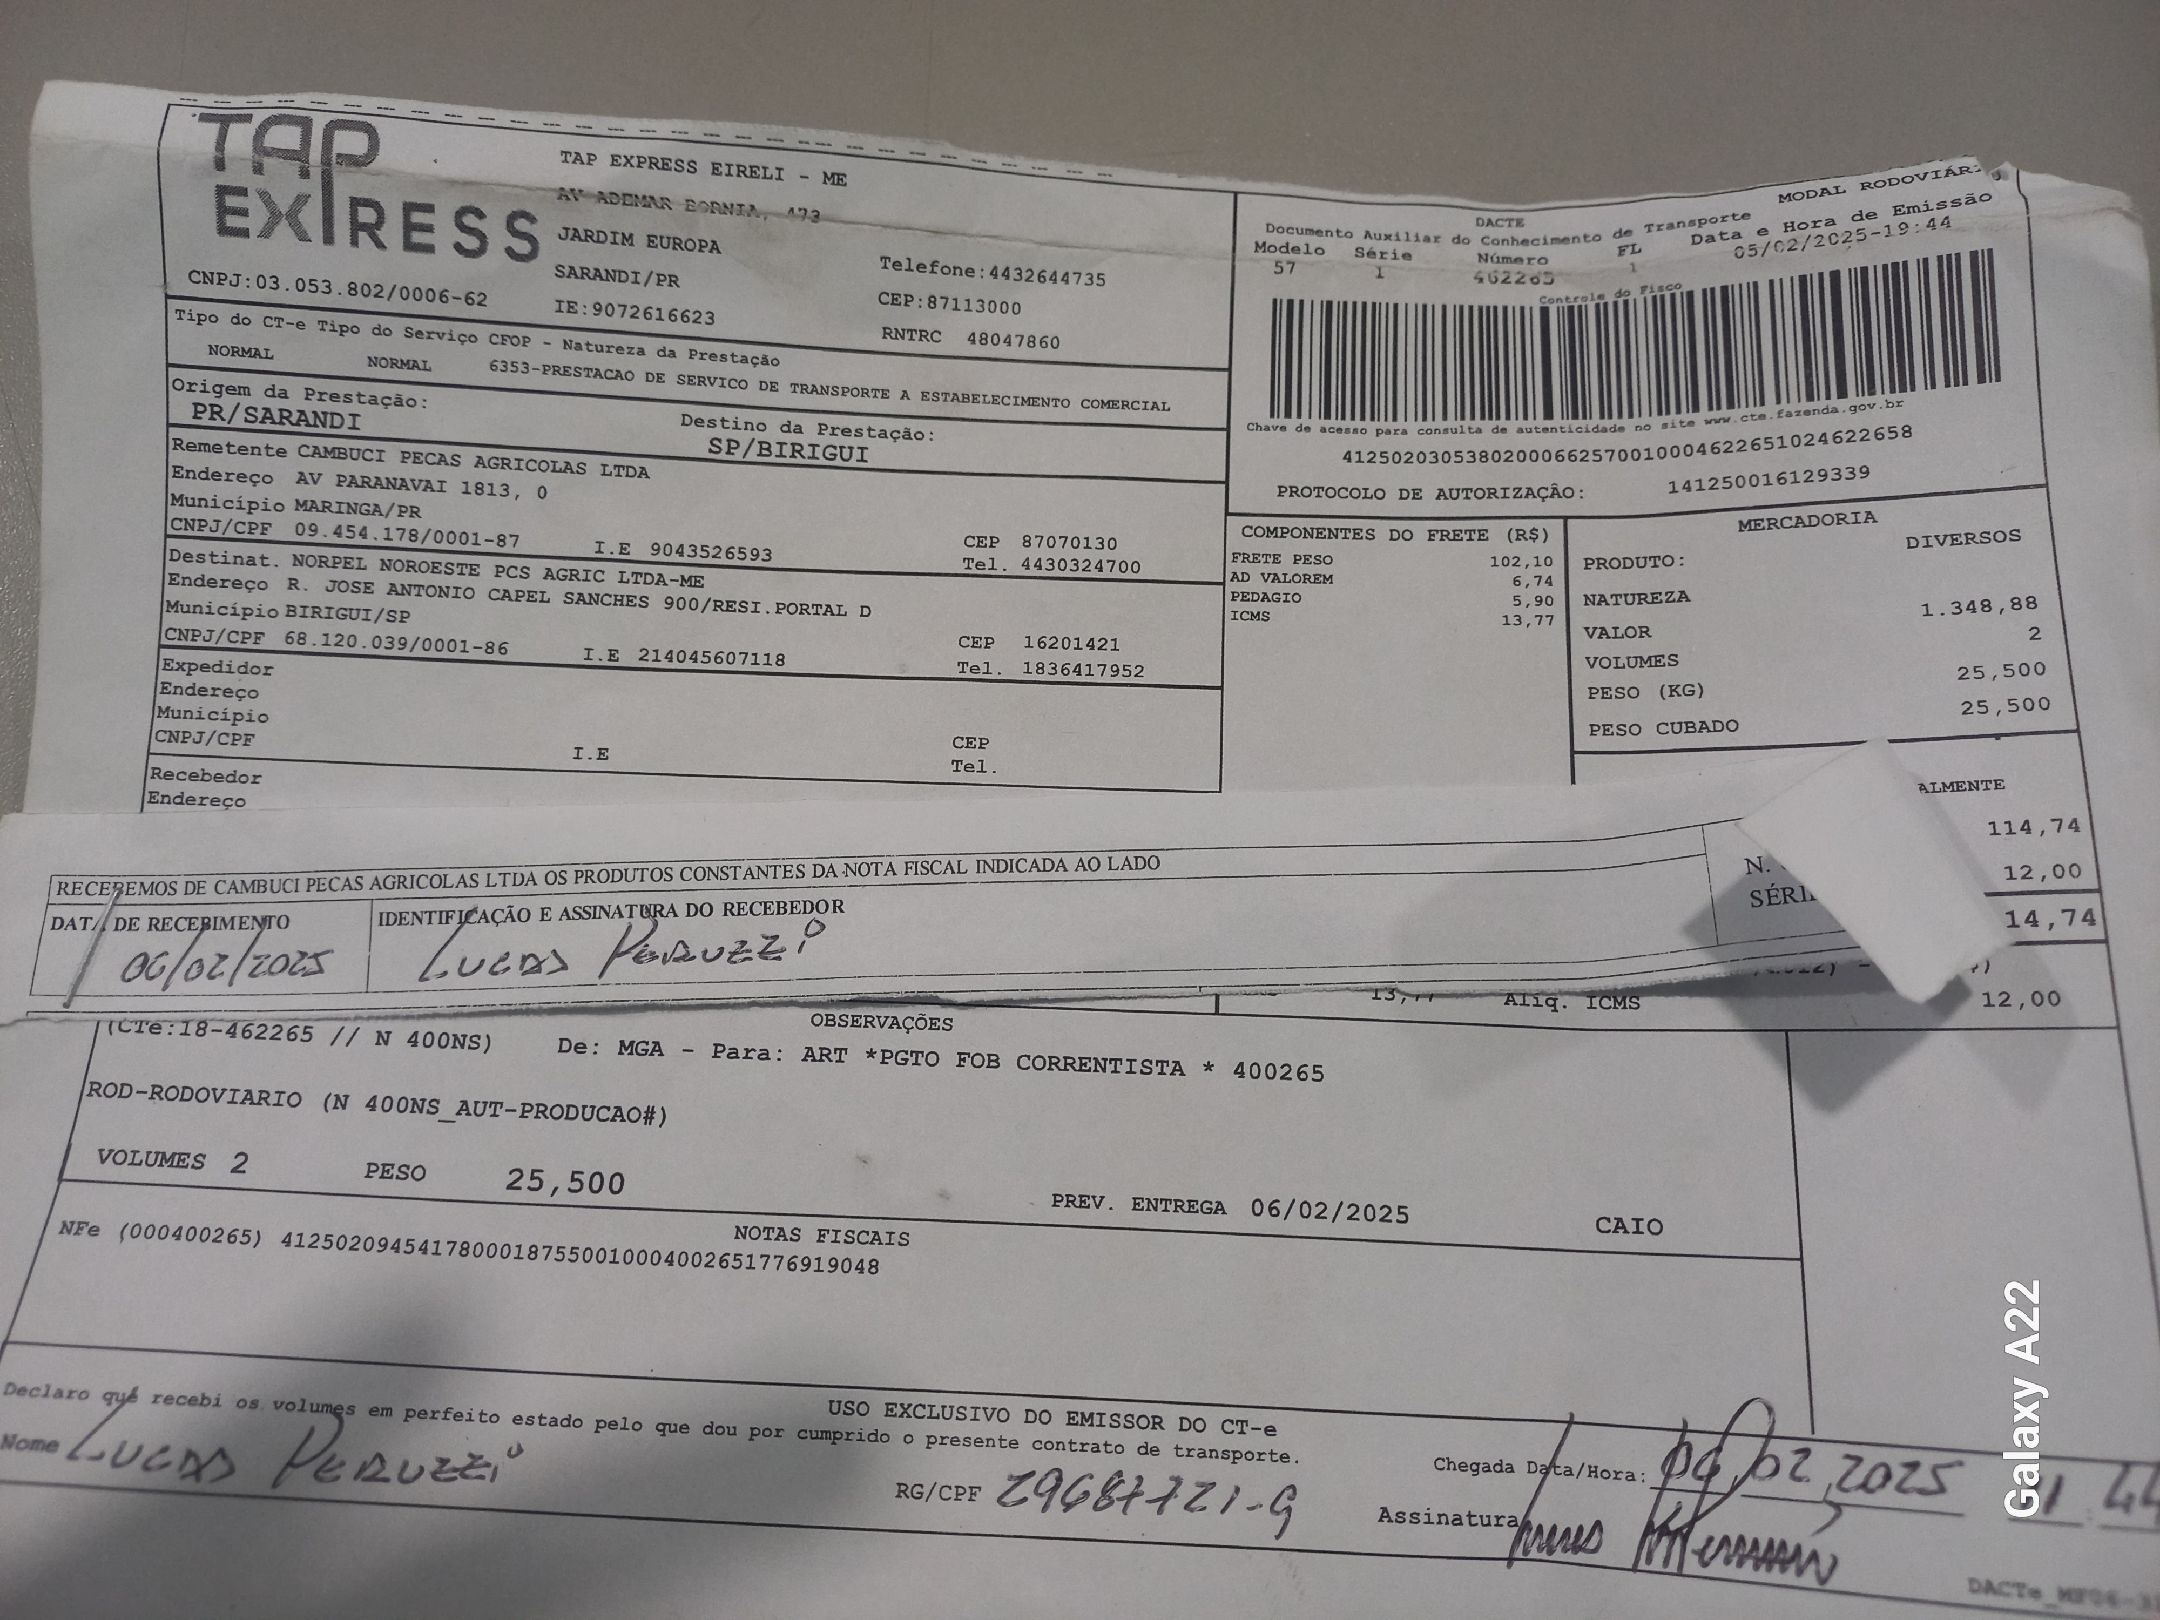 TAP EXPRESS
TAP EXPRESS EIRELI - ME
AV ADEMAR BORNIA, 473
JARDIM EUROPA
SARANDI/PR
Telefone:4432644735
CNPJ:03.053.802/0006-62
IE:9072616623
CEP:87113000
RNTRC 48047860
MODAL RODOVIÁRI
DACTE
Documento Auxiliar do Conhecimento de Transporte
Modelo Série Número FL Data e Hora de Emissão
57 1 462265 1 05/02/2025-19:44
Controle do Fisco
Chave de acesso para consulta de autenticidade no site www.cte.fazenda.gov.br
41250203053802000662570010004622651024622658
PROTOCOLO DE AUTORIZAÇÃO: 141250016129339
Tipo do CT-e Tipo do Serviço CFOP - Natureza da Prestação
NORMAL NORMAL 6353-PRESTACAO DE SERVICO DE TRANSPORTE A ESTABELECIMENTO COMERCIAL
Origem da Prestação: Destino da Prestação:
PR/SARANDI SP/BIRIGUI
Remetente CAMBUCI PECAS AGRICOLAS LTDA
Endereço AV PARANAVAI 1813, 0
Município MARINGA/PR CEP 87070130
CNPJ/CPF 09.454.178/0001-87 I.E 9043526593 Tel. 4430324700
Destinat. NORPEL NOROESTE PCS AGRIC LTDA-ME
Endereço R. JOSE ANTONIO CAPEL SANCHES 900/RESI.PORTAL D
Município BIRIGUI/SP CEP 16201421
CNPJ/CPF 68.120.039/0001-86 I.E 214045607118 Tel. 1836417952
Expedidor
Endereço
Município CEP
CNPJ/CPF I.E Tel.
Recebedor
Endereço
COMPONENTES DO FRETE (R$)
FRETE PESO 102,10
AD VALOREM 6,74
PEDAGIO 5,90
ICMS 13,77
MERCADORIA
PRODUTO: DIVERSOS
NATUREZA
VALOR 1.348,88
VOLUMES 2
PESO (KG) 25,500
PESO CUBADO 25,500
ALMENTE
114,74
12,00
14,74
RECEBEMOS DE CAMBUCI PECAS AGRICOLAS LTDA OS PRODUTOS CONSTANTES DA NOTA FISCAL INDICADA AO LADO
N.
SÉRI
DATA DE RECEBIMENTO IDENTIFICAÇÃO E ASSINATURA DO RECEBEDOR
06/02/2025 LUCAS PERUZZI
13,77 Aliq. ICMS 12,00
OBSERVAÇÕES
(CTe:18-462265 // N 400NS) De: MGA - Para: ART *PGTO FOB CORRENTISTA * 400265
ROD-RODOVIARIO (N 400NS_AUT-PRODUCAO#)
VOLUMES 2 PESO 25,500 PREV. ENTREGA 06/02/2025 CAIO
NOTAS FISCAIS
NFe (000400265) 41250209454178000187550010004002651776919048
USO EXCLUSIVO DO EMISSOR DO CT-e
Declaro que recebi os volumes em perfeito estado pelo que dou por cumprido o presente contrato de transporte.
Nome LUCAS PERUZZI
RG/CPF 29687721-9
Chegada Data/Hora: 06/02/2025
Assinatura
Galaxy A22